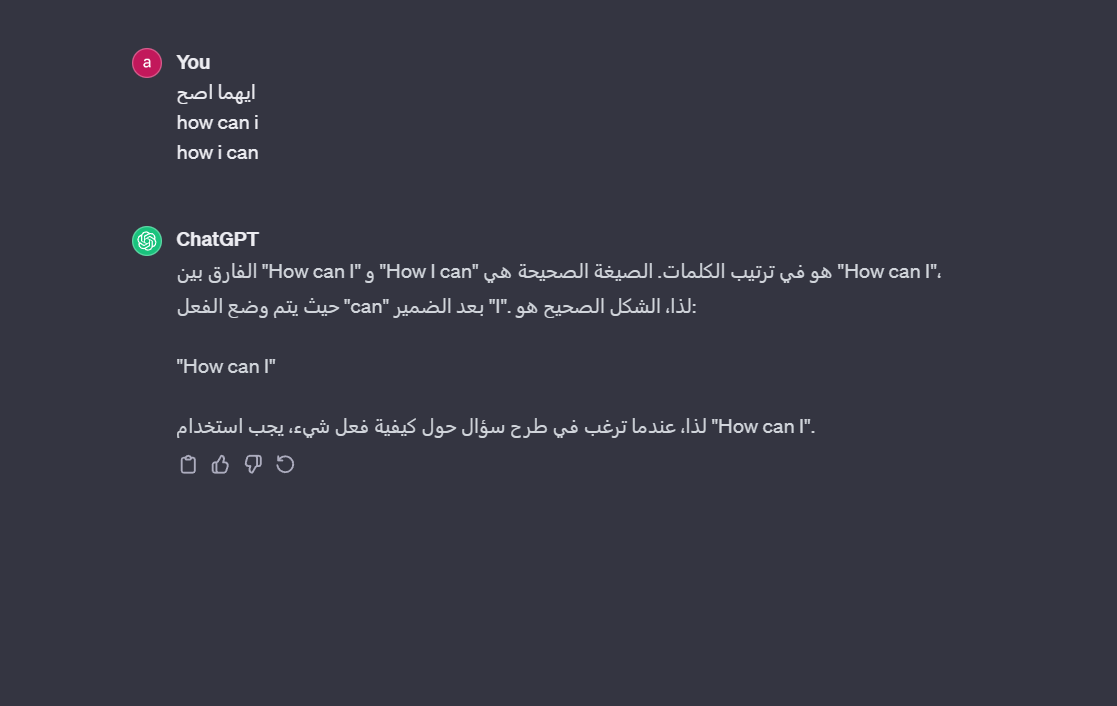 a You
ايهما اصح
how can i
how i can
ChatGPT
الفارق بين "How can I" و "How I can" هو في ترتيب الكلمات. الصيغة الصحيحة هي "How can I"،
حيث يتم وضع الفعل "can" بعد الضمير "I". لذا، الشكل الصحيح هو:
"How can I"
لذا، عندما ترغب في طرح سؤال حول كيفية فعل شيء، يجب استخدام "How can I".